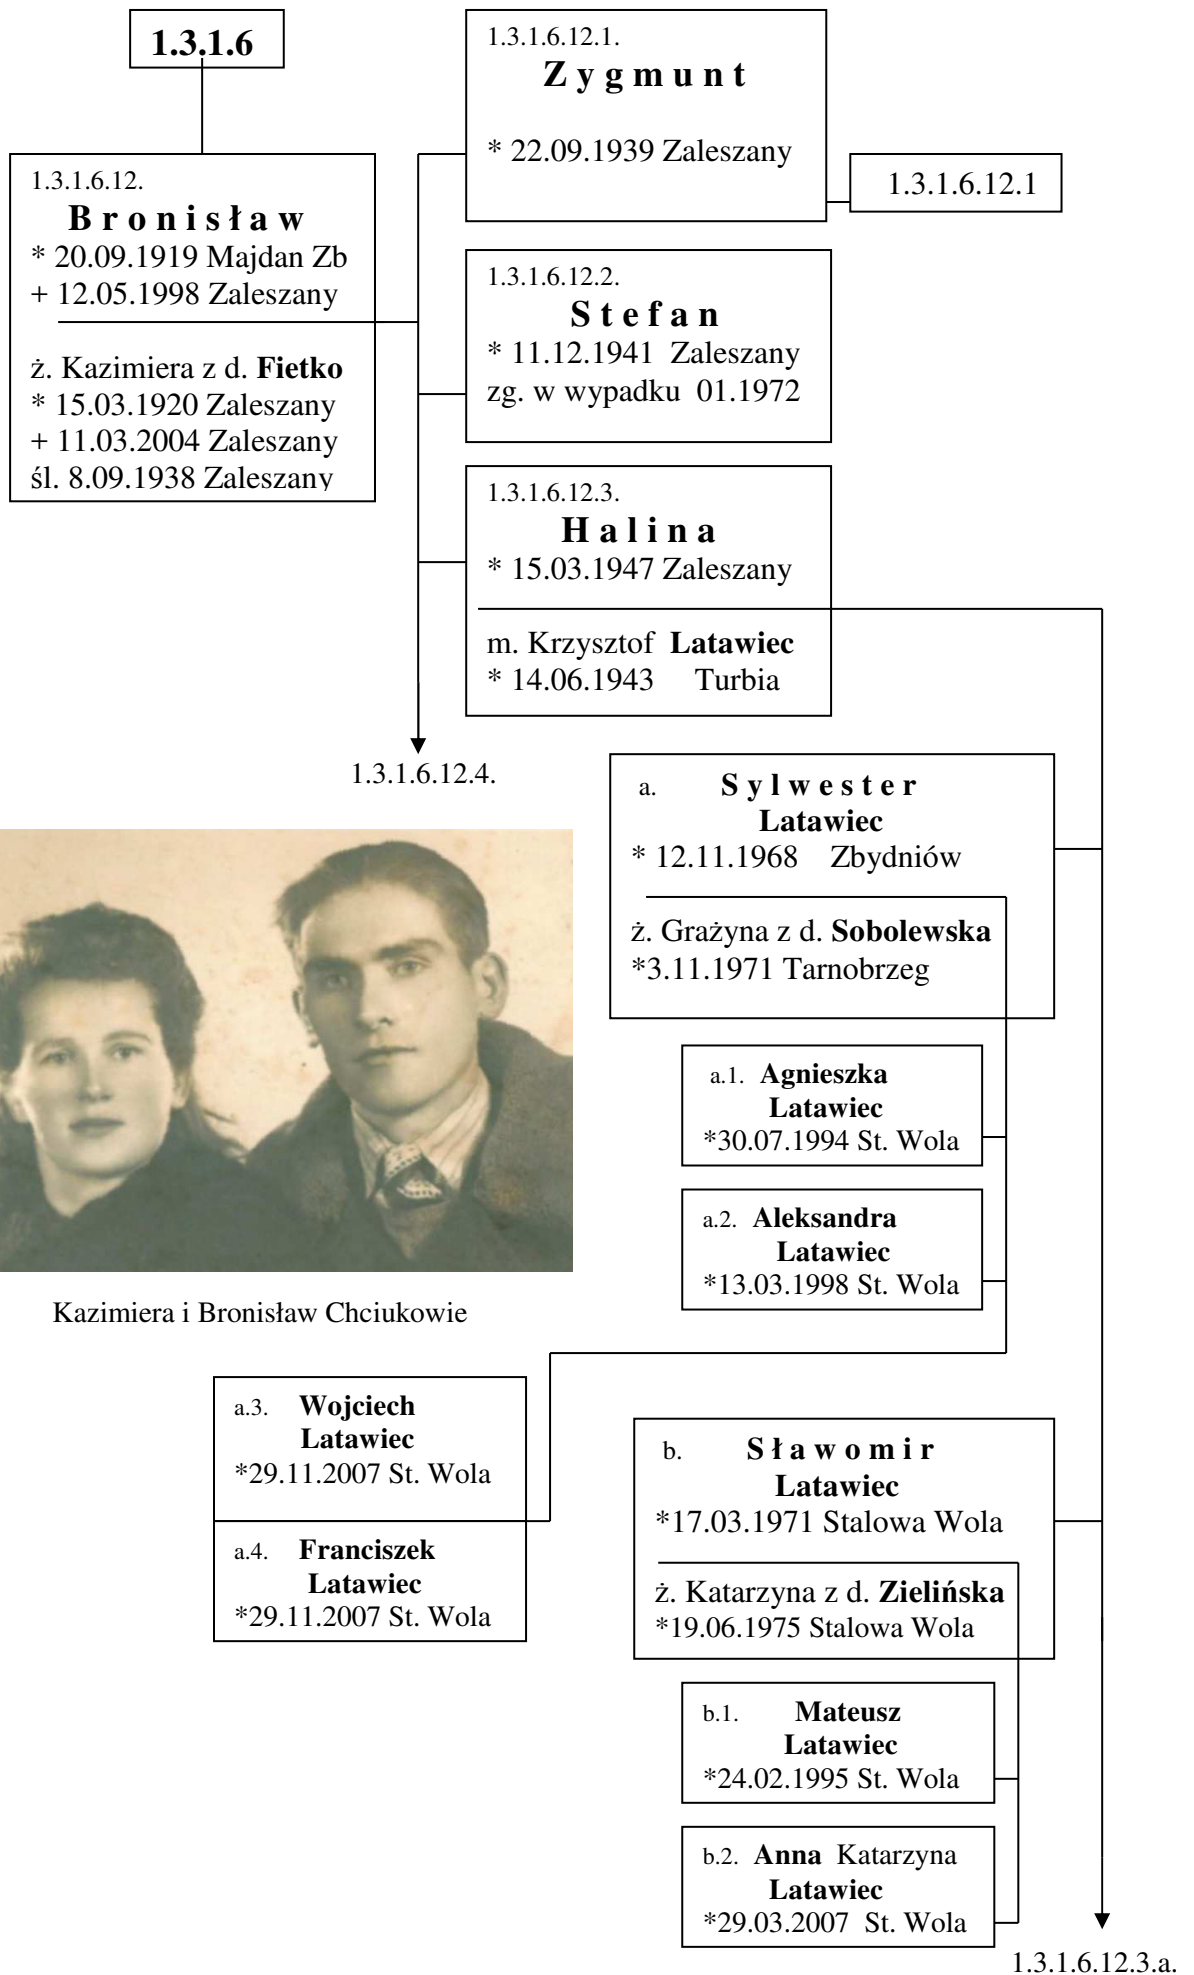 1.3.1.6
1.3.1.6.12.
B r o n i s ł a w
* 20.09.1919 Majdan Zb
+ 12.05.1998 Zaleszany
ż. Kazimiera z d. Fietko
* 15.03.1920 Zaleszany
+ 11.03.2004 Zaleszany
śl. 8.09.1938 Zaleszany
1.3.1.6.12.1.
Z y g m u n t
* 22.09.1939 Zaleszany
1.3.1.6.12.1
1.3.1.6.12.2.
S t e f a n
* 11.12.1941 Zaleszany
zg. w wypadku 01.1972
1.3.1.6.12.3.
H a l i n a
* 15.03.1947 Zaleszany
m. Krzysztof Latawiec
* 14.06.1943 Turbia
1.3.1.6.12.4.
a. S y l w e s t e r
Latawiec
* 12.11.1968 Zbydniów
ż. Grażyna z d. Sobolewska
*3.11.1971 Tarnobrzeg
a.1. Agnieszka
Latawiec
*30.07.1994 St. Wola
a.2. Aleksandra
Latawiec
*13.03.1998 St. Wola
Kazimiera i Bronisław Chciukowie
a.3. Wojciech
Latawiec
*29.11.2007 St. Wola
a.4. Franciszek
Latawiec
*29.11.2007 St. Wola
b. S ł a w o m i r
Latawiec
*17.03.1971 Stalowa Wola
ż. Katarzyna z d. Zielińska
*19.06.1975 Stalowa Wola
b.1. Mateusz
Latawiec
*24.02.1995 St. Wola
b.2. Anna Katarzyna
Latawiec
*29.03.2007 St. Wola
1.3.1.6.12.3.a.